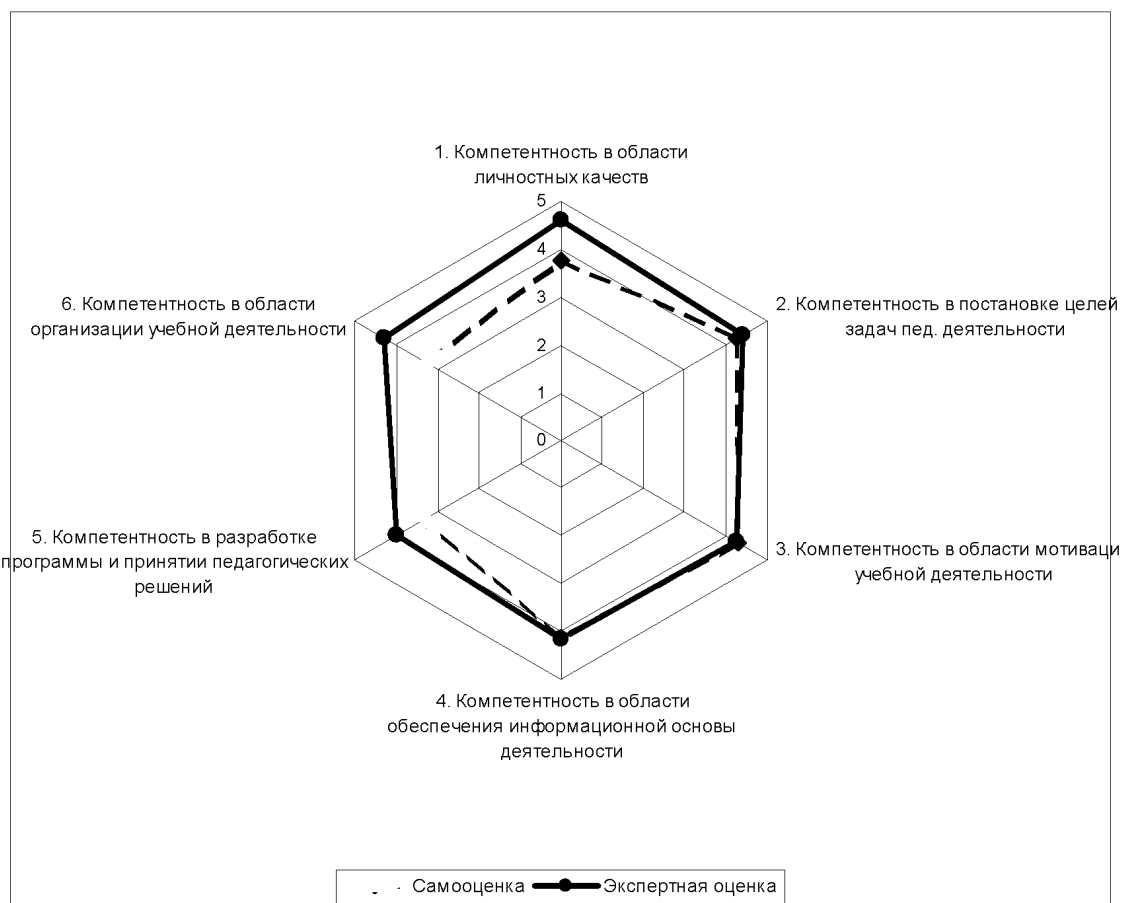 1. Компетентность в области
личностных качеств
5
4
3
2
1
0
6. Компетентность в области
организации учебной деятельности
2. Компетентность в постановке целей
задач пед. деятельности
5. Компетентность в разработке
программы и принятии педагогических
решений
3. Компетентность в области мотиваци
учебной деятельности
4. Компетентность в области
обеспечения информационной основы
деятельности
Самооценка Экспертная оценка